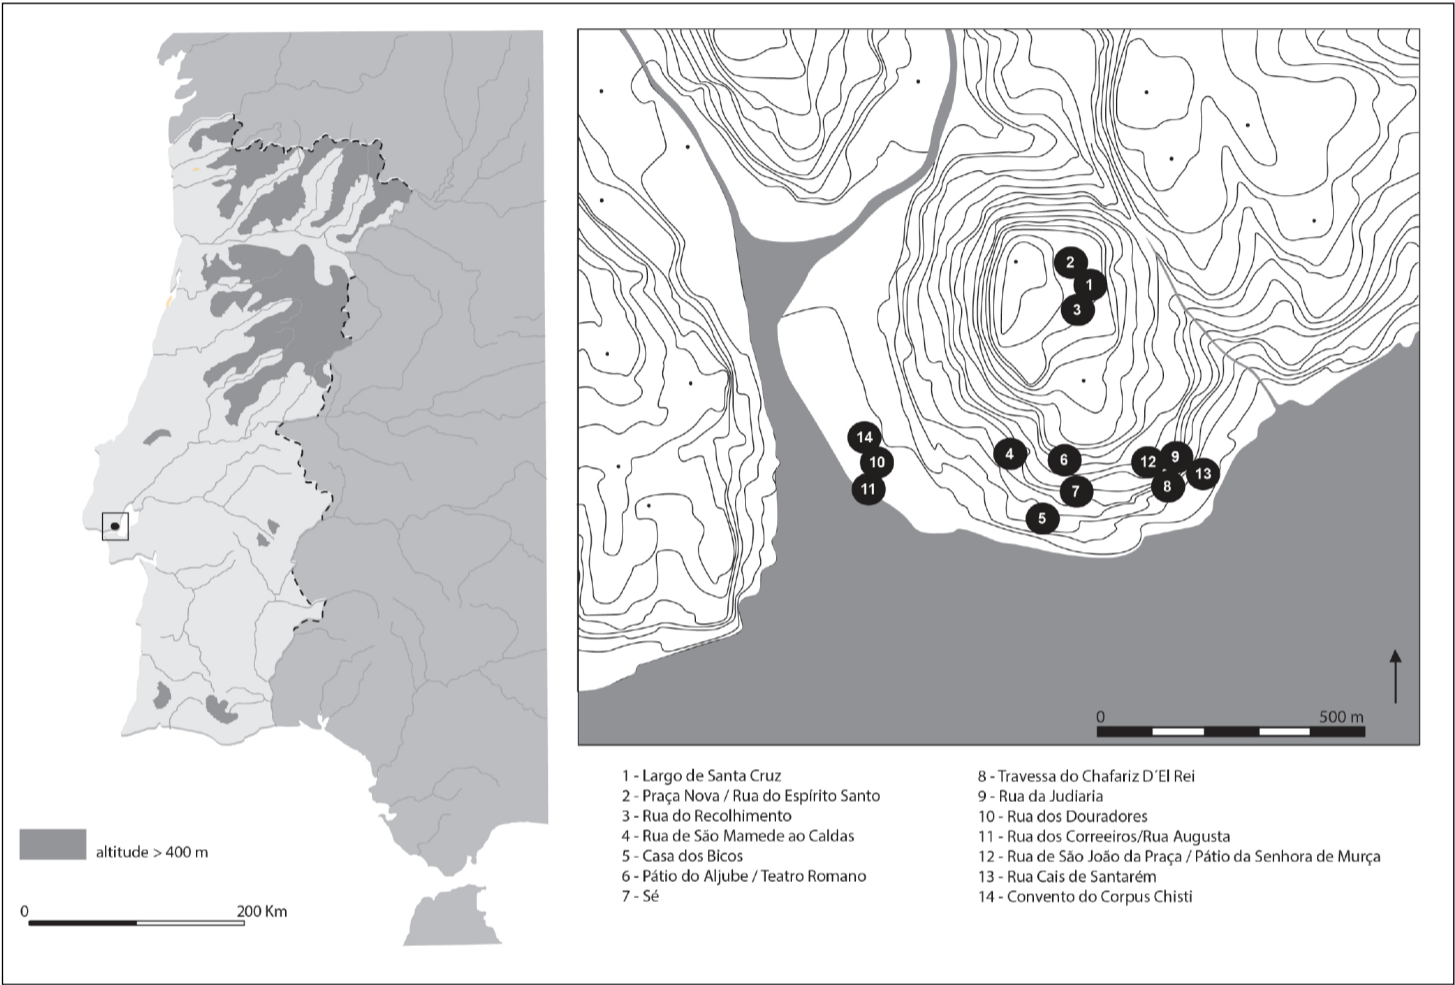 2
1
3
14
10
11
4
6
12
9
13
7
8
5
0 500 m
1 - Largo de Santa Cruz
2 - Praça Nova / Rua do Espírito Santo
3 - Rua do Recolhimento
4 - Rua de São Mamede ao Caldas
5 - Casa dos Bicos
6 - Pátio do Aljube / Teatro Romano
7 - Sé
8 - Travessa do Chafariz D´El Rei
9 - Rua da Judiaria
10 - Rua dos Douradores
11 - Rua dos Correeiros/Rua Augusta
12 - Rua de São João da Praça / Pátio da Senhora de Murça
13 - Rua Cais de Santarém
14 - Convento do Corpus Chisti
altitude > 400 m
0 200 Km